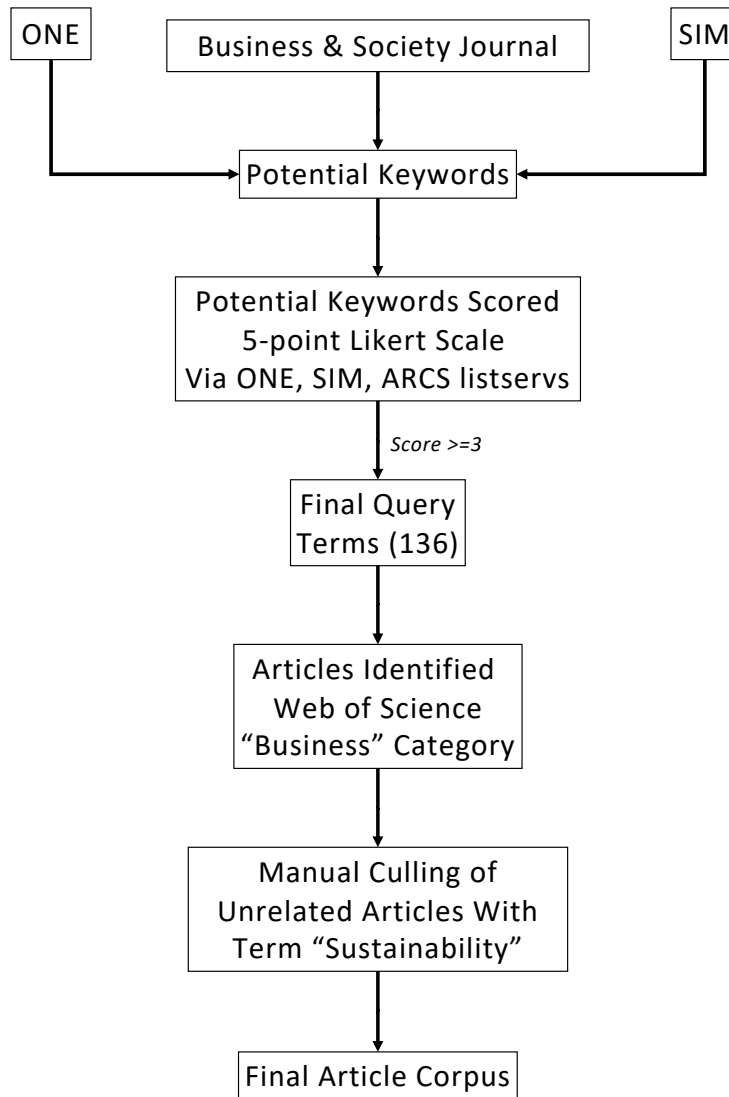 ONE
Business & Society Journal
SIM
Potential Keywords
Potential Keywords Scored
5-point Likert Scale
Via ONE, SIM, ARCS listservs
Score >=3
Final Query
Terms (136)
Articles Identified
Web of Science
“Business” Category
Manual Culling of
Unrelated Articles With
Term “Sustainability”
Final Article Corpus